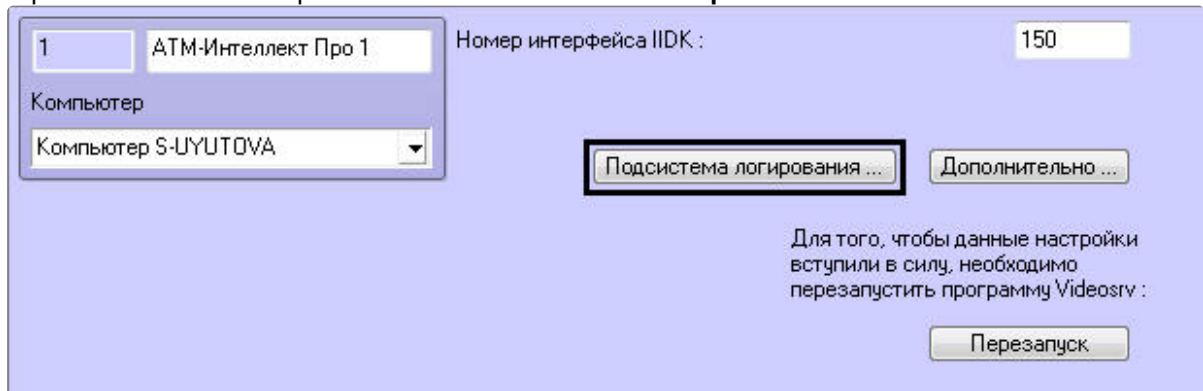 1
АТМ-Интеллект Про 1
Номер интерфейса IIDK :
150
Компьютер
Компьютер S-UYUTOVA
Подсистема логирования ...
Дополнительно ...
Для того, чтобы данные настройки
вступили в силу, необходимо
перезапустить программу Videosrv :
Перезапуск